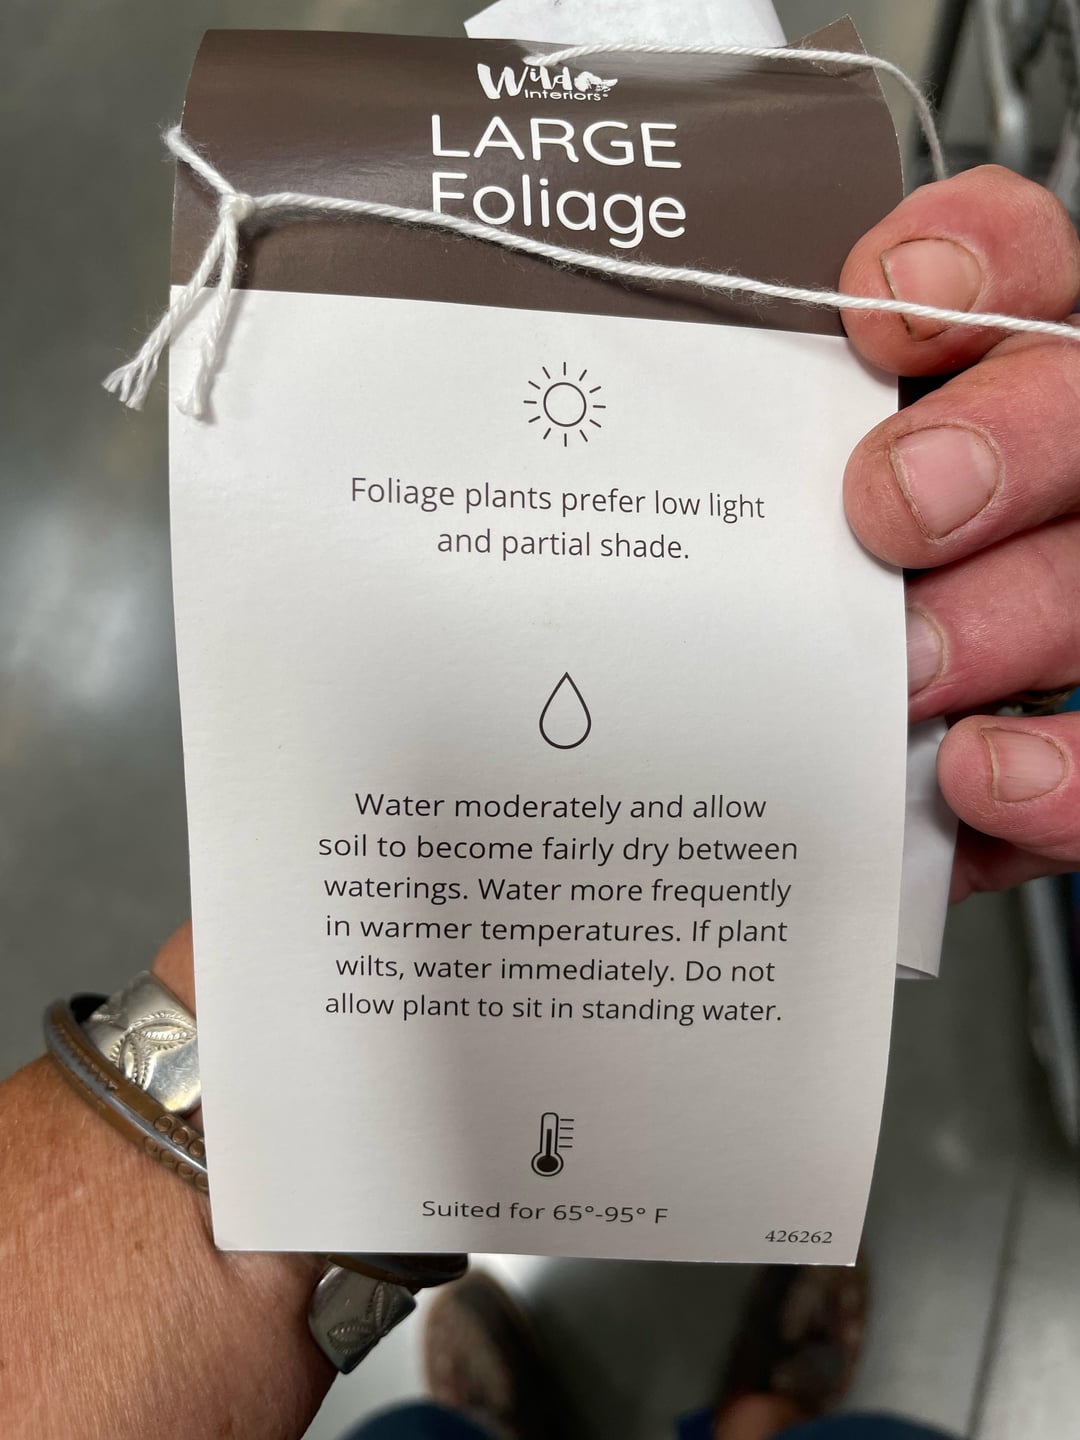 Wild
Interiors
LARGE
Foliage
Foliage plants prefer low light
and partial shade.
Water moderately and allow
soil to become fairly dry between
waterings. Water more frequently
in warmer temperatures. If plant
wilts, water immediately. Do not
allow plant to sit in standing water.
Suited for 65°-95° F
426262